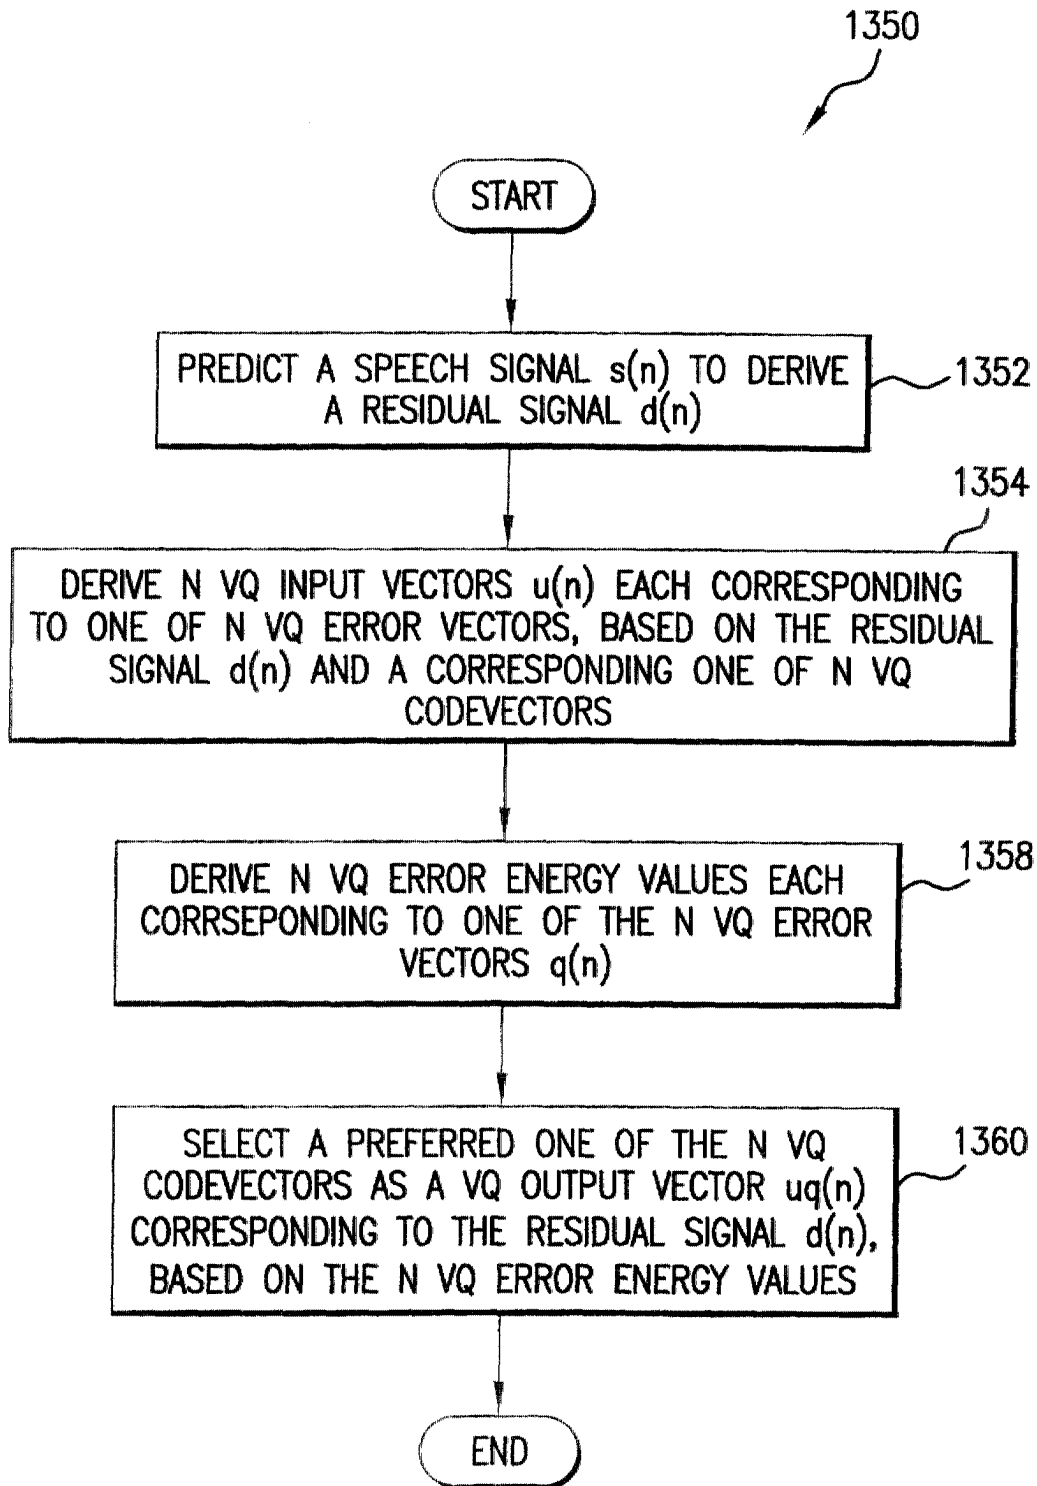 1350
START
PREDICT A SPEECH SIGNAL s(n) TO DERIVE
A RESIDUAL SIGNAL d(n)
1352
1354
DERIVE N VQ INPUT VECTORS u(n) EACH CORRESPONDING
TO ONE OF N VQ ERROR VECTORS, BASED ON THE RESIDUAL
SIGNAL d(n) AND A CORRESPONDING ONE OF N VQ
CODEVECTORS
1358
DERIVE N VQ ERROR ENERGY VALUES EACH
CORRSEPONDING TO ONE OF THE N VQ ERROR
VECTORS q(n)
1360
SELECT A PREFERRED ONE OF THE N VQ
CODEVECTORS AS A VQ OUTPUT VECTOR uq(n)
CORRESPONDING TO THE RESIDUAL SIGNAL d(n),
BASED ON THE N VQ ERROR ENERGY VALUES
END